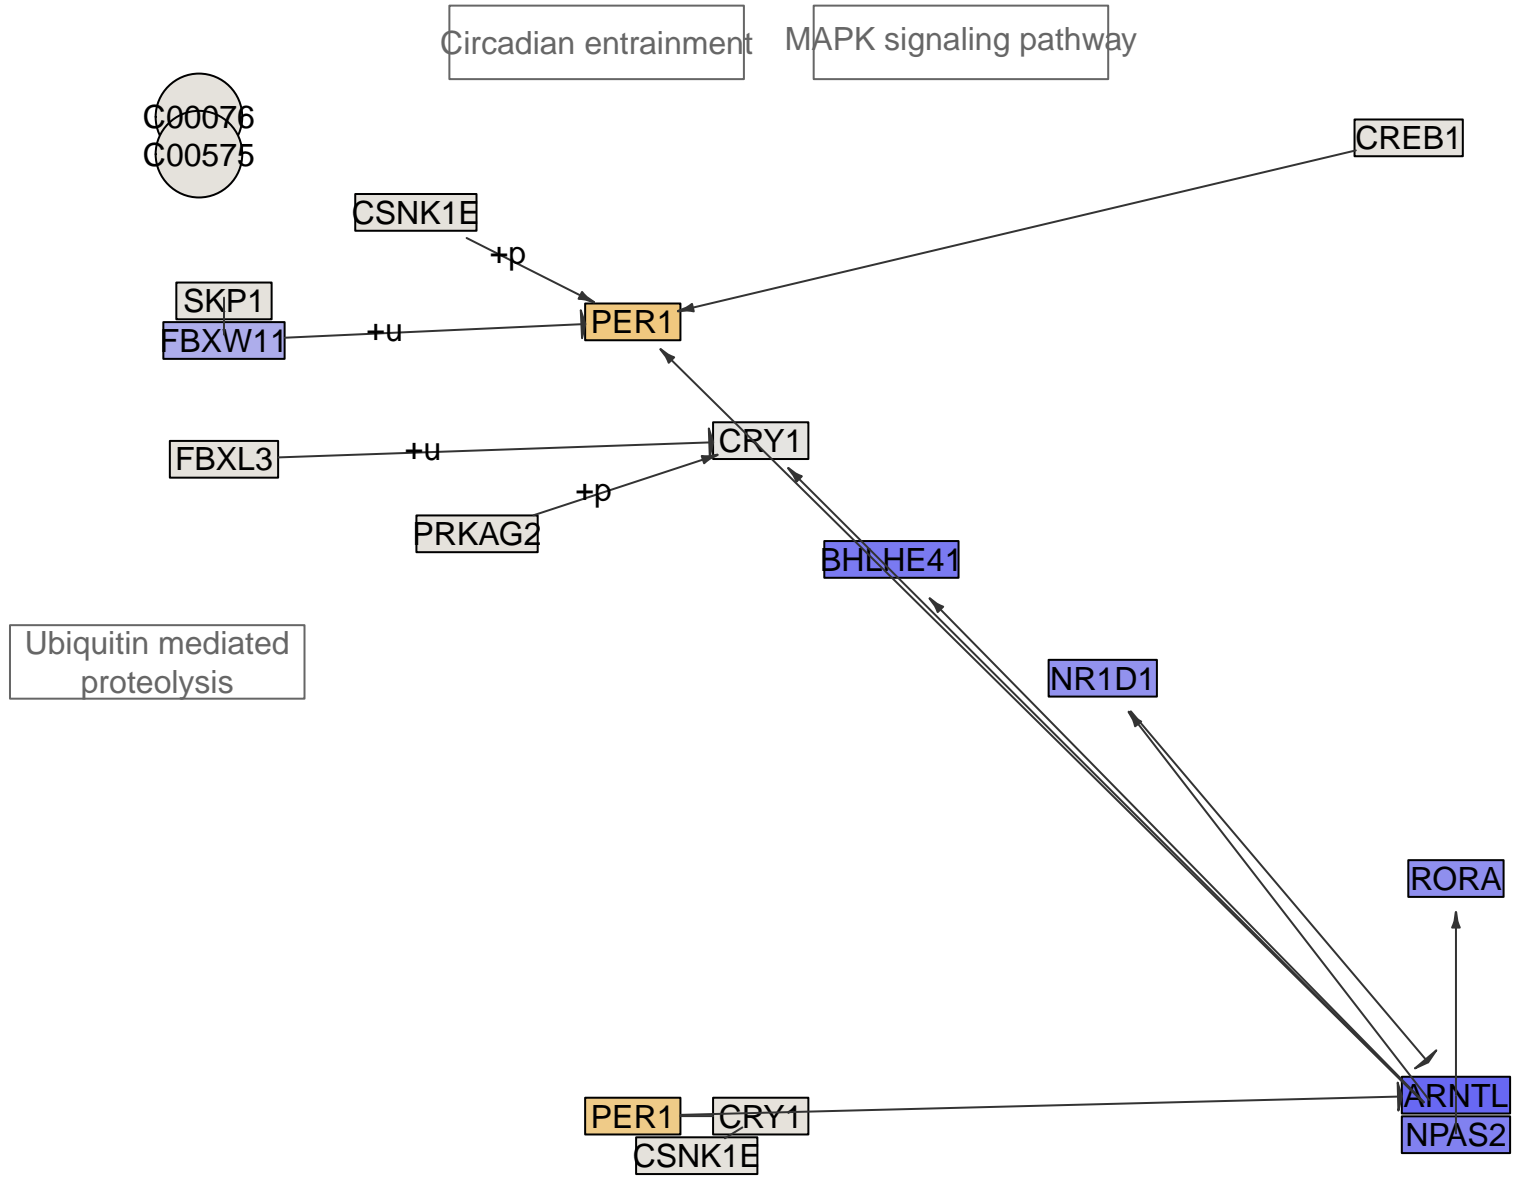 Circadian entrainment
MAPK signaling pathway
C00076
C00575
CREB1
CSNK1E
+p
SKP1
FBXW11
+u
PER1
FBXL3
+u
CRY1
+p
PRKAG2
BHLHE41
Ubiquitin mediated
proteolysis
NR1D1
RORA
PER1
CRY1
CSNK1E
ARNTL
NPAS2